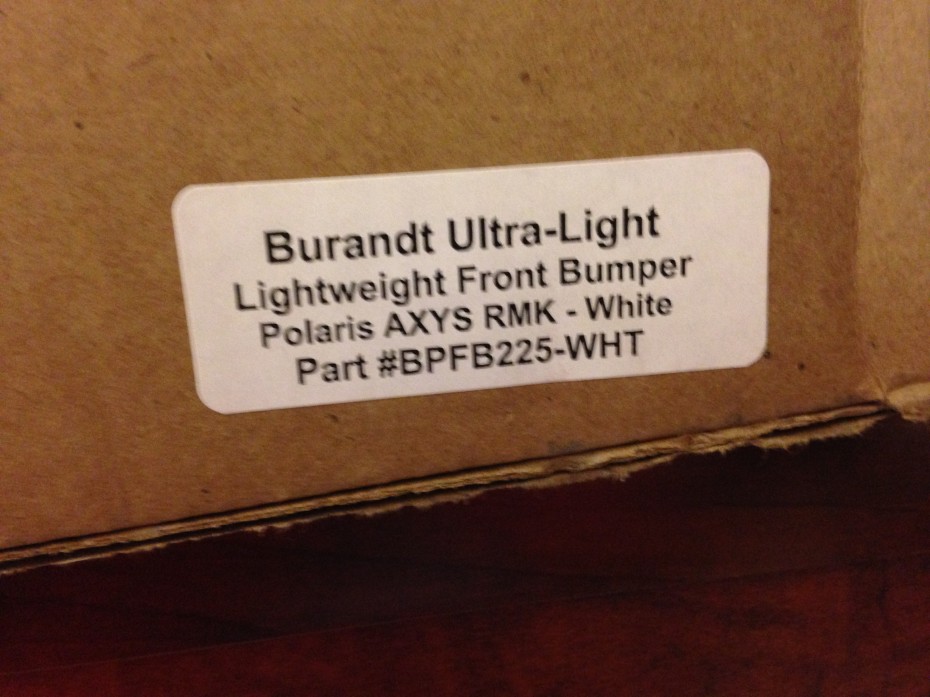 Burandt Ultra-Light
Lightweight Front Bumper
Polaris AXYS RMK - White
Part #BPFB225-WHT